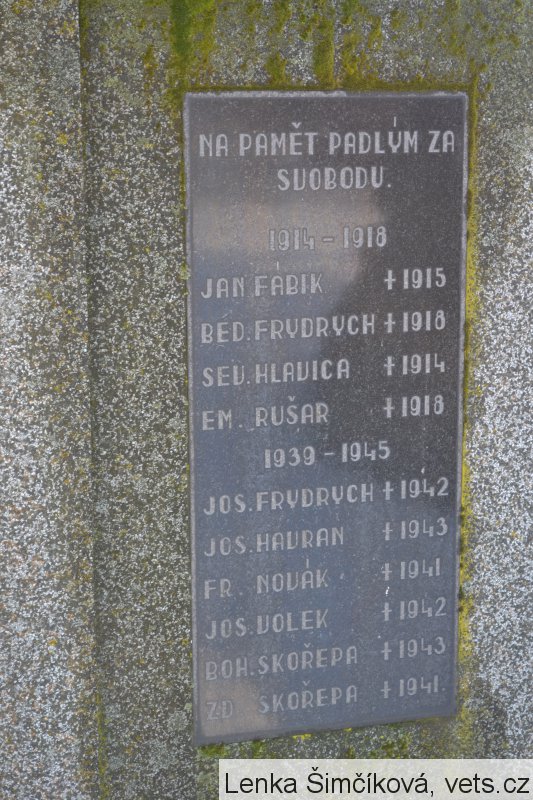 NA PAMĚT PADLÝM ZA
SVOBODU.
1914 - 1918
JAN FÁBIK † 1915
BED. FRYDRYCH † 1918
SEV. HLAVICA † 1914
EM. RUŠAR † 1918
1939 - 1945
JOS. FRYDRYCH † 1942
JOS. HAVRAN † 1943
FR. NOVÁK † 1941
JOS. VOLEK † 1942
BOH. SKOŘEPA † 1943
ZD. SKOŘEPA † 1941.
Lenka Šimčíková, vets.cz